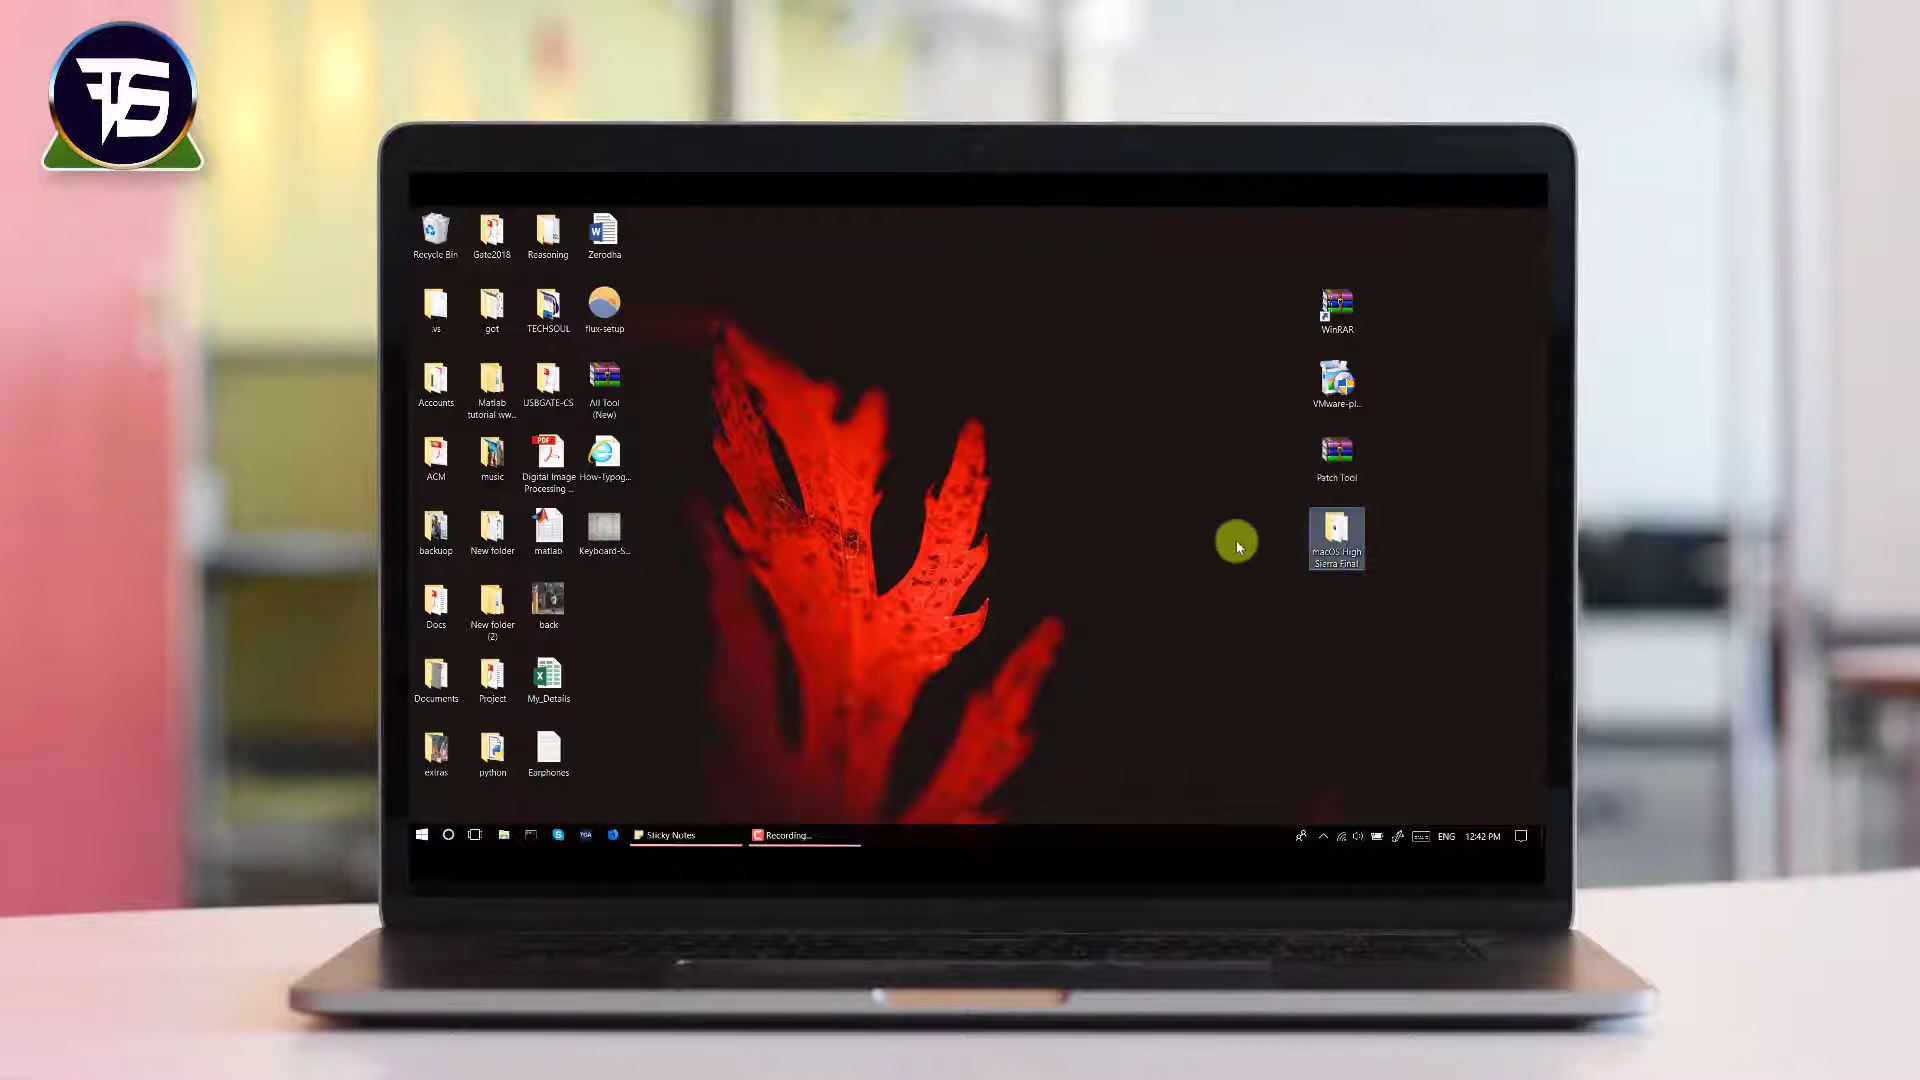 TS
Recycle Bin
Gate2018
Reasoning
Zerodha
.vs
got
TECHSOUL
flux-setup
WinRAR
Accounts
Matlab
tutorial ww...
USBGATE-CS
All Tool
(New)
VMware-pl...
ACM
music
PDF
Digital Image
Processing ...
How-Typog...
Patch Tool
backuop
New folder
matlab
Keyboard-S...
macOS High
Sierra Final
Docs
New folder
(2)
back
Documents
Project
My_Details
extras
python
Earphones
TGA
Sticky Notes
Recording...
ENG
12:42 PM